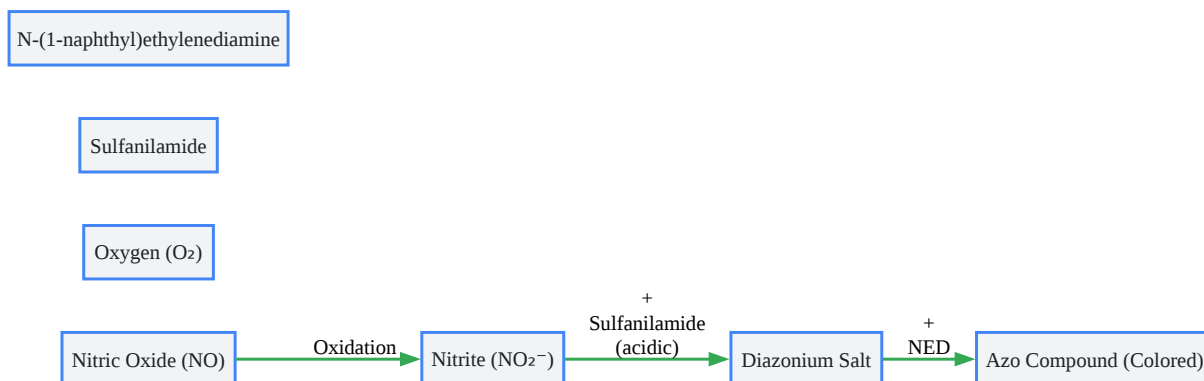 N-(1-naphthyl)ethylenediamine
Sulfanilamide
Oxygen (O₂)
Nitric Oxide (NO)
Oxidation
Nitrite (NO₂⁻)
+
Sulfanilamide
(acidic)
Diazonium Salt
+
NED
Azo Compound (Colored)